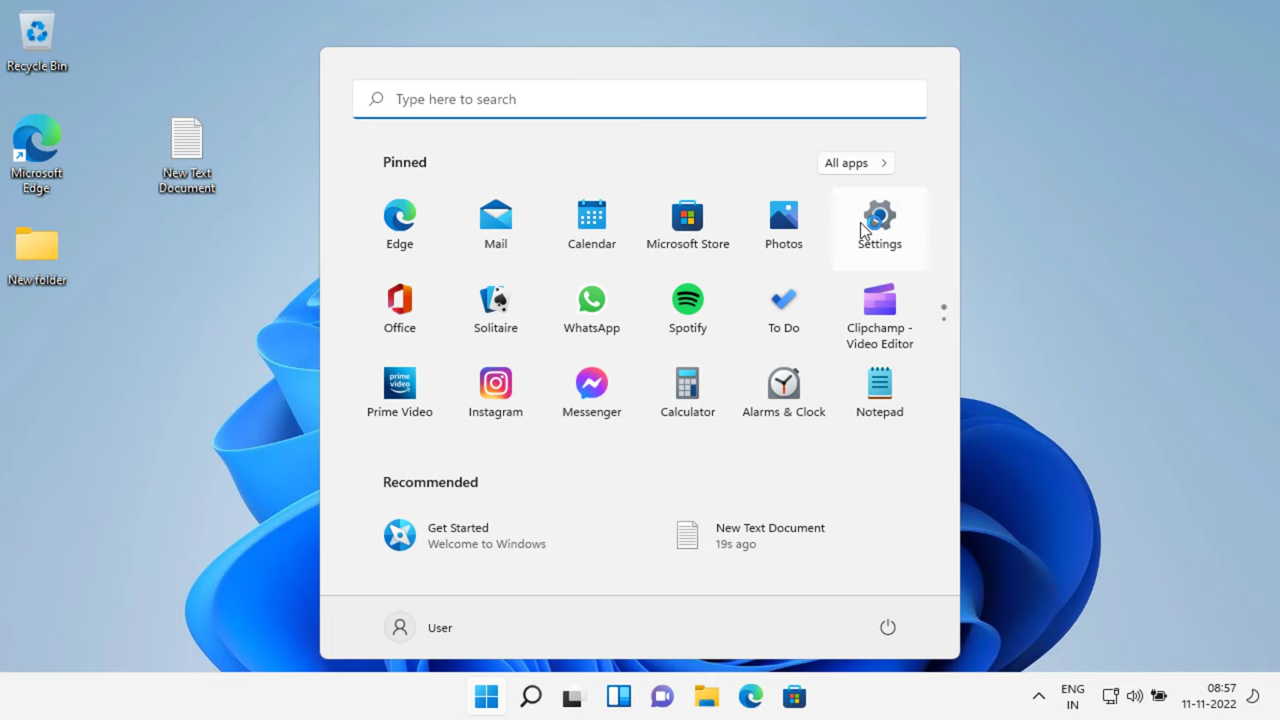 Recycle Bin
Microsoft
Edge
New Text
Document
New folder
Type here to search
Pinned
All apps
Edge
Mail
Calendar
Microsoft Store
Photos
Settings
Office
Solitaire
WhatsApp
Spotify
To Do
Clipchamp -
Video Editor
prime
video
Prime Video
Instagram
Messenger
Calculator
Alarms & Clock
Notepad
Recommended
Get Started
Welcome to Windows
New Text Document
19s ago
User
ENG
IN
08:57
11-11-2022